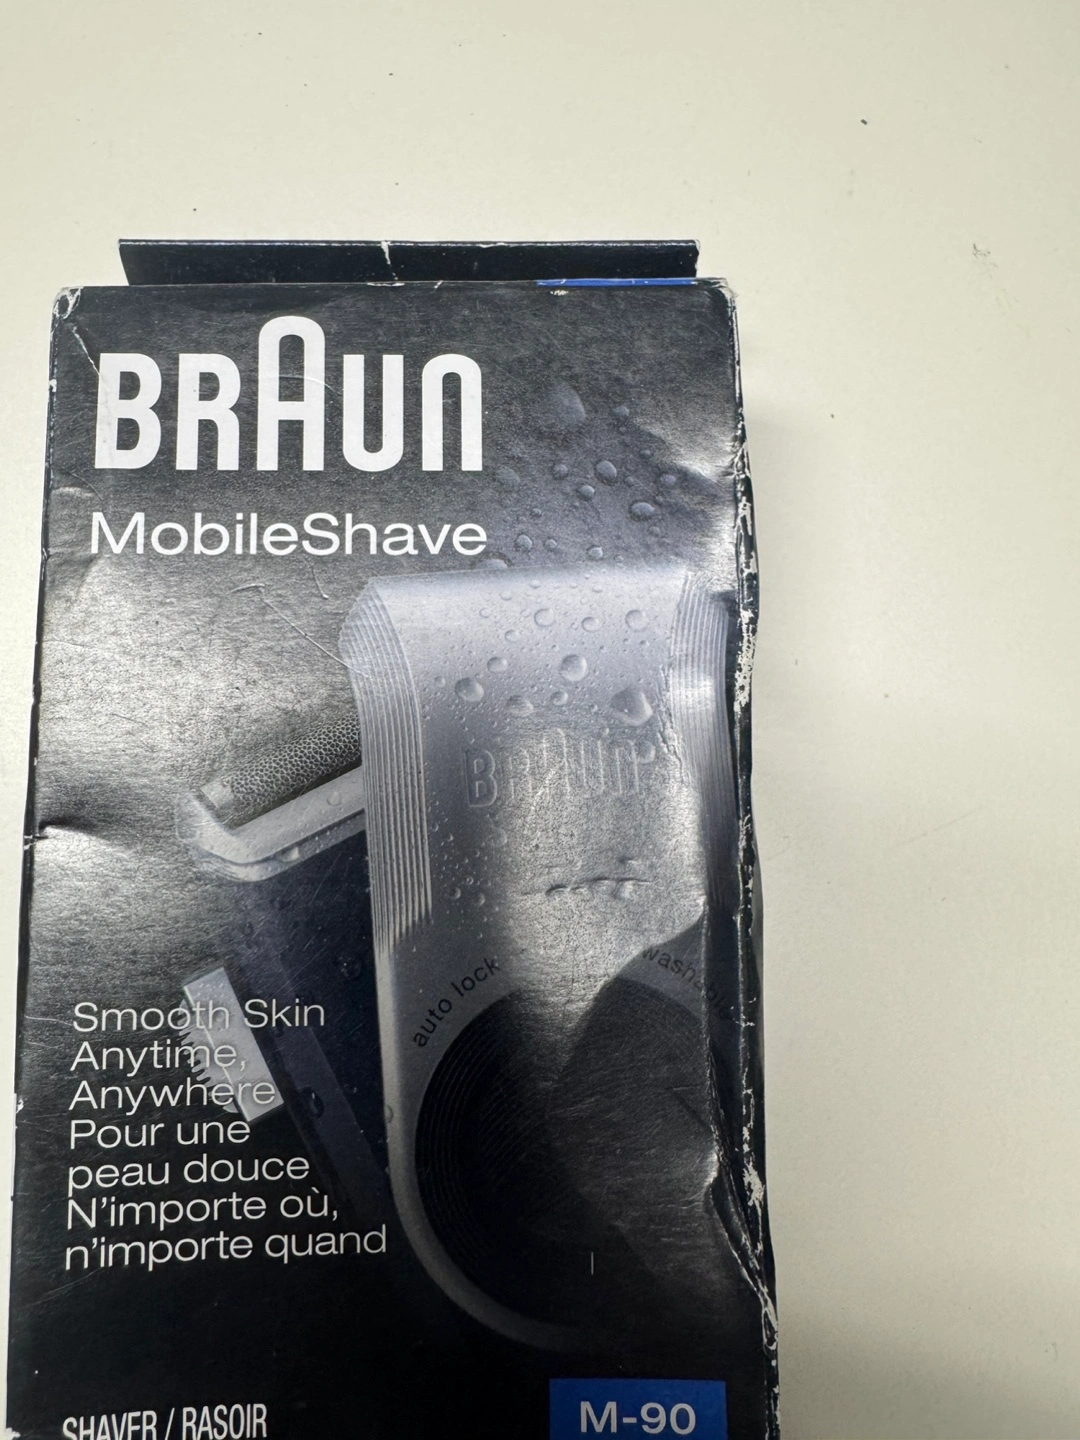 BRAUN
MobileShave
BRAUN
auto lock
washable
Smooth Skin
Anytime,
Anywhere
Pour une
peau douce
N'importe où,
n'importe quand
SHAVER / RASOIR
M-90